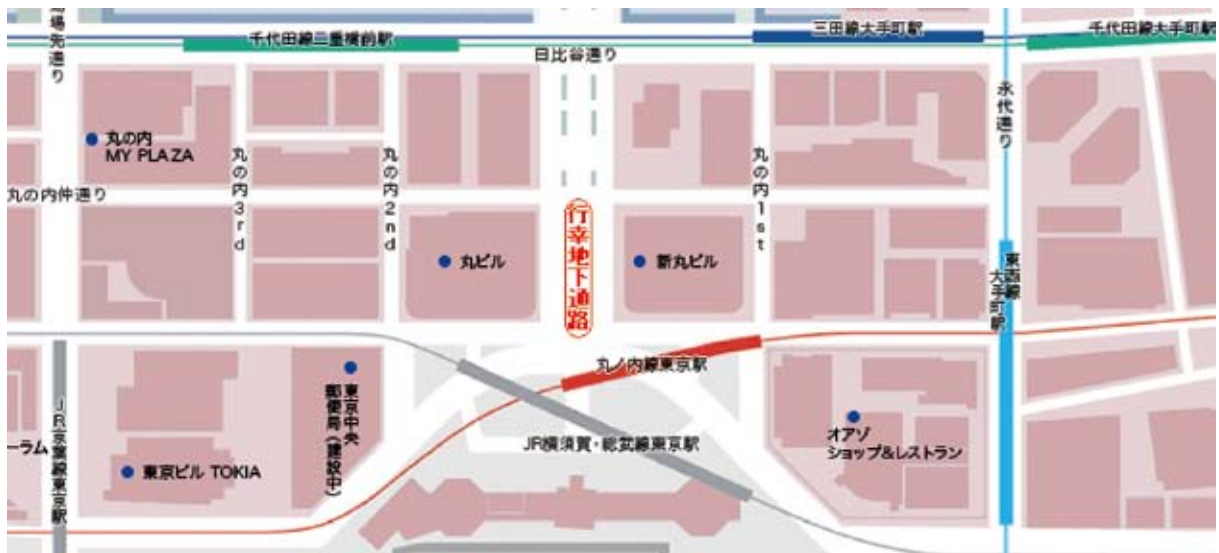 場先通り
千代田線二重橋前駅
日比谷通り
三田線大手町駅
千代田線大手町駅
永代通り
丸の内
MY PLAZA
丸の内仲通り
丸の内3rd
丸の内2nd
丸の内1st
丸ビル
行幸地下通路
新丸ビル
東西線
大手町駅
丸ノ内線東京駅
東京中央
郵便局(建設中)
JR京葉線東京駅
ーラム
東京ビル TOKIA
JR横須賀・総武線東京駅
オアゾ
ショップ&レストラン